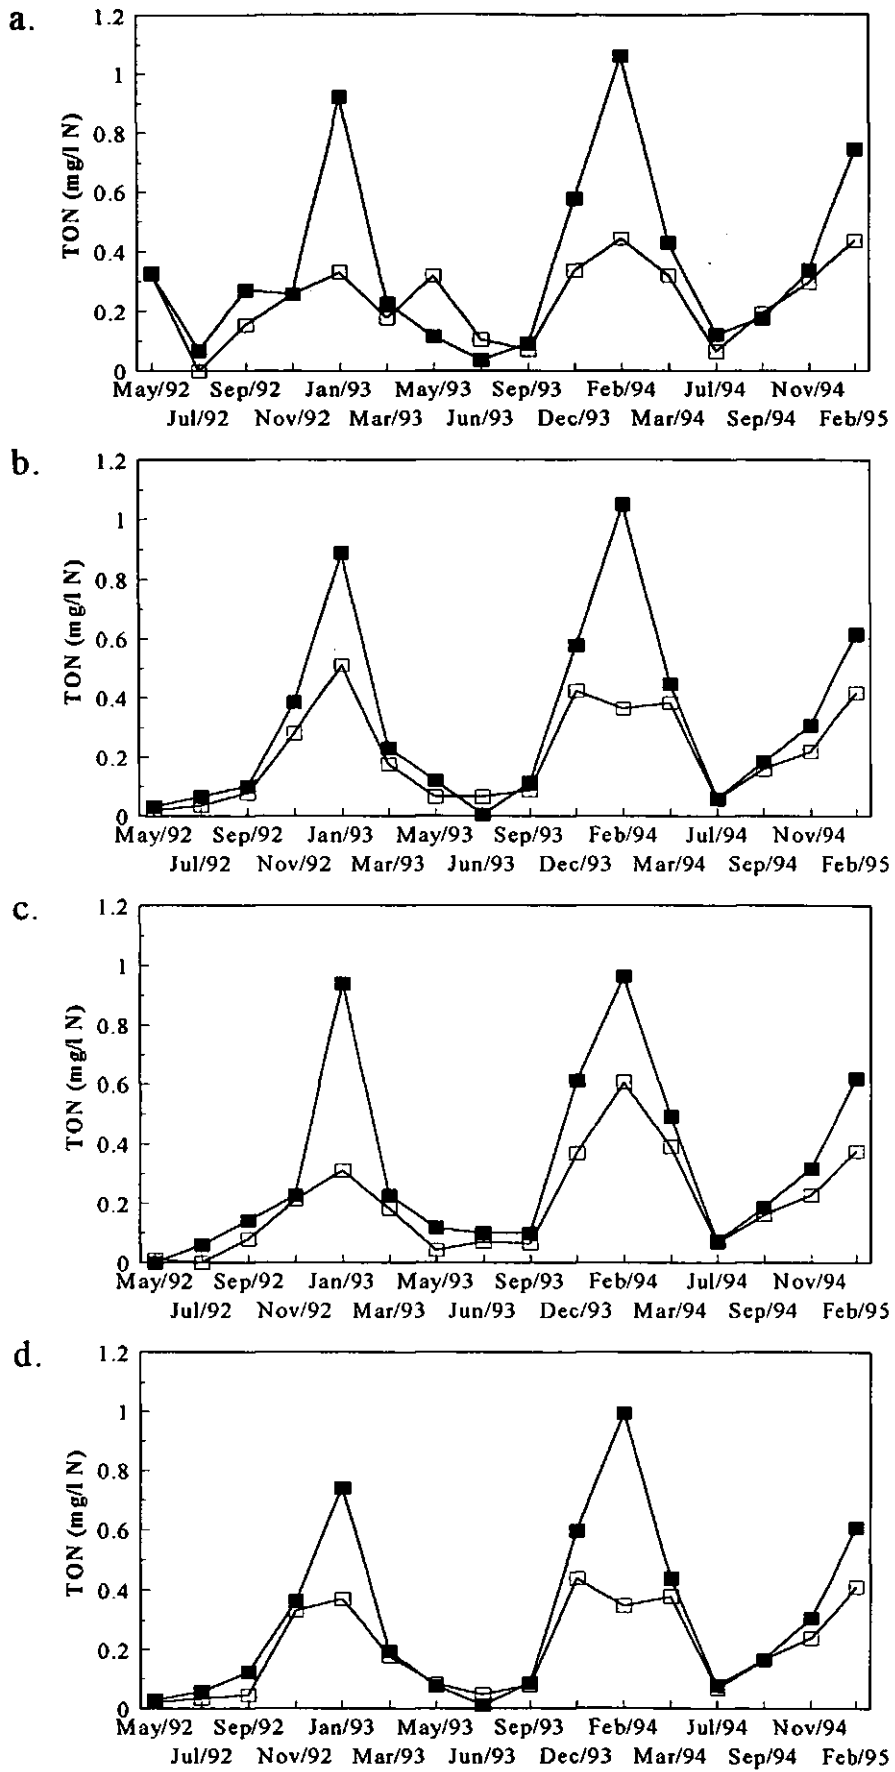 a.
1.2
1
0.8
0.6
0.4
0.2
0
TON (mg/l N)
May/92 Sep/92 Jan/93 May/93 Sep/93 Feb/94 Jul/94 Nov/94
Jul/92 Nov/92 Mar/93 Jun/93 Dec/93 Mar/94 Sep/94 Feb/95
b.
1.2
1
0.8
0.6
0.4
0.2
0
TON (mg/l N)
May/92 Sep/92 Jan/93 May/93 Sep/93 Feb/94 Jul/94 Nov/94
Jul/92 Nov/92 Mar/93 Jun/93 Dec/93 Mar/94 Sep/94 Feb/95
c.
1.2
1
0.8
0.6
0.4
0.2
0
TON (mg/l N)
May/92 Sep/92 Jan/93 May/93 Sep/93 Feb/94 Jul/94 Nov/94
Jul/92 Nov/92 Mar/93 Jun/93 Dec/93 Mar/94 Sep/94 Feb/95
d.
1.2
1
0.8
0.6
0.4
0.2
0
TON (mg/l N)
May/92 Sep/92 Jan/93 May/93 Sep/93 Feb/94 Jul/94 Nov/94
Jul/92 Nov/92 Mar/93 Jun/93 Dec/93 Mar/94 Sep/94 Feb/95